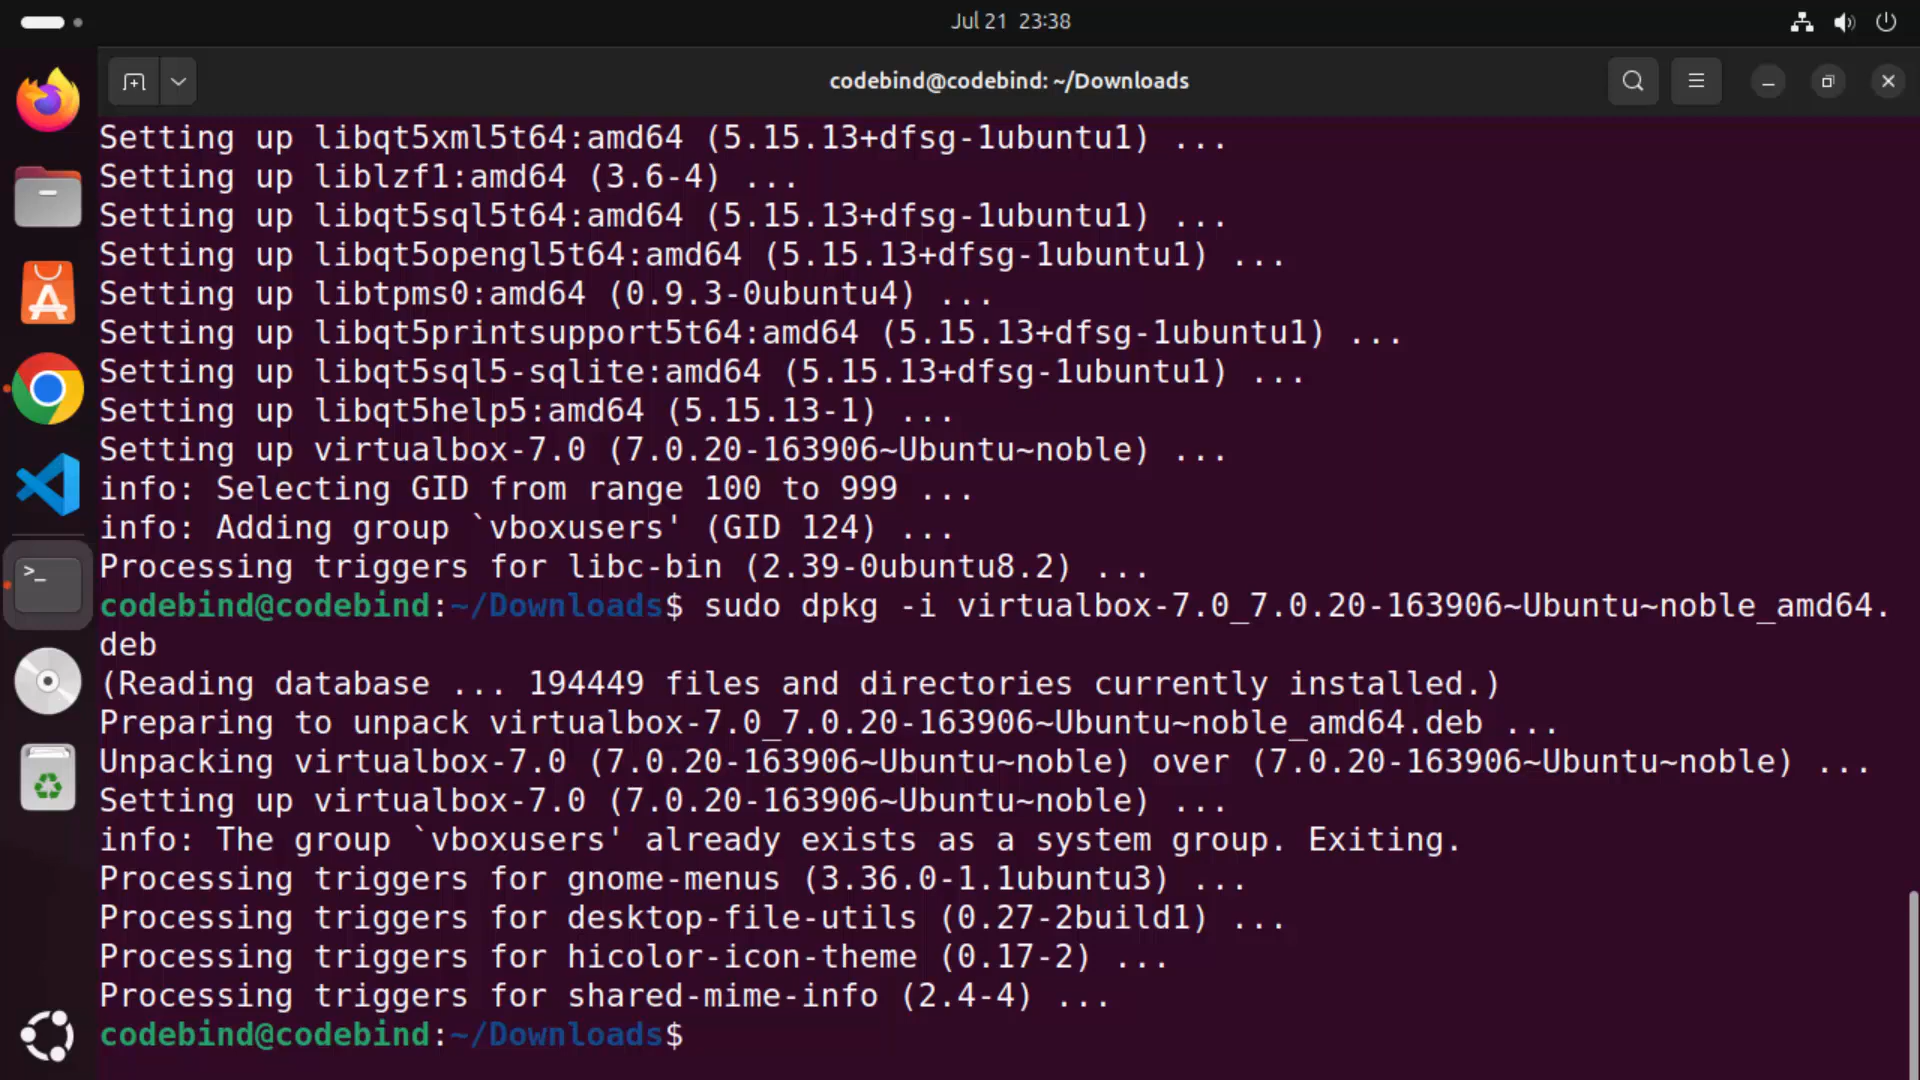 Jul 21 23:38
codebind@codebind: ~/Downloads
Setting up libqt5xml5t64:amd64 (5.15.13+dfsg-1ubuntu1) ...
Setting up liblzf1:amd64 (3.6-4) ...
Setting up libqt5sql5t64:amd64 (5.15.13+dfsg-1ubuntu1) ...
Setting up libqt5opengl5t64:amd64 (5.15.13+dfsg-1ubuntu1) ...
Setting up libtpms0:amd64 (0.9.3-0ubuntu4) ...
Setting up libqt5printsupport5t64:amd64 (5.15.13+dfsg-1ubuntu1) ...
Setting up libqt5sql5-sqlite:amd64 (5.15.13+dfsg-1ubuntu1) ...
Setting up libqt5help5:amd64 (5.15.13-1) ...
Setting up virtualbox-7.0 (7.0.20-163906~Ubuntu~noble) ...
info: Selecting GID from range 100 to 999 ...
info: Adding group `vboxusers' (GID 124) ...
Processing triggers for libc-bin (2.39-0ubuntu8.2) ...
codebind@codebind:~/Downloads$ sudo dpkg -i virtualbox-7.0_7.0.20-163906~Ubuntu~noble_amd64.
deb
(Reading database ... 194449 files and directories currently installed.)
Preparing to unpack virtualbox-7.0_7.0.20-163906~Ubuntu~noble_amd64.deb ...
Unpacking virtualbox-7.0 (7.0.20-163906~Ubuntu~noble) over (7.0.20-163906~Ubuntu~noble) ...
Setting up virtualbox-7.0 (7.0.20-163906~Ubuntu~noble) ...
info: The group `vboxusers' already exists as a system group. Exiting.
Processing triggers for gnome-menus (3.36.0-1.1ubuntu3) ...
Processing triggers for desktop-file-utils (0.27-2build1) ...
Processing triggers for hicolor-icon-theme (0.17-2) ...
Processing triggers for shared-mime-info (2.4-4) ...
codebind@codebind:~/Downloads$